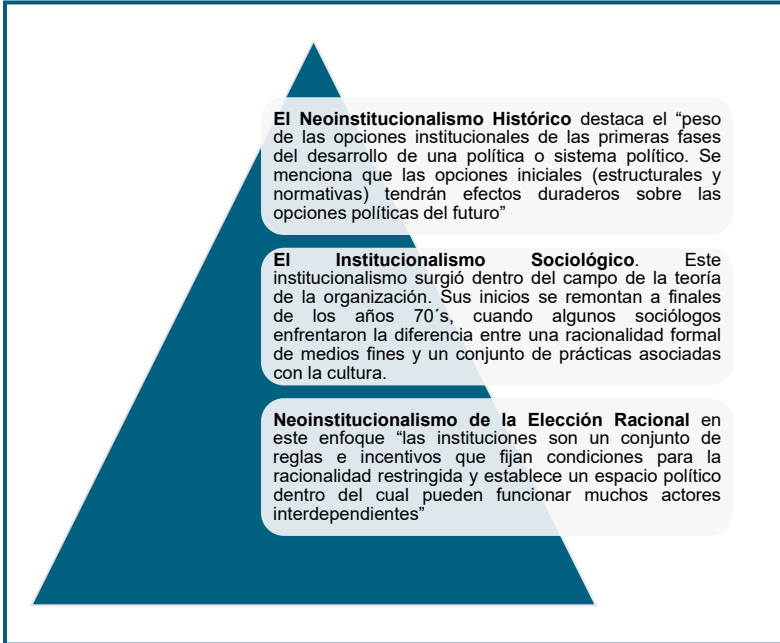 El Neoinstitucionalismo Histórico destaca el “peso
de las opciones institucionales de las primeras fases
del desarrollo de una política o sistema político. Se
menciona que las opciones iniciales (estructurales y
normativas) tendrán efectos duraderos sobre las
opciones políticas del futuro”
El Institucionalismo Sociológico. Este
institucionalismo surgió dentro del campo de la teoría
de la organización. Sus inicios se remontan a finales
de los años 70´s, cuando algunos sociólogos
enfrentaron la diferencia entre una racionalidad formal
de medios fines y un conjunto de prácticas asociadas
con la cultura.
Neoinstitucionalismo de la Elección Racional en
este enfoque “las instituciones son un conjunto de
reglas e incentivos que fijan condiciones para la
racionalidad restringida y establece un espacio político
dentro del cual pueden funcionar muchos actores
interdependientes”